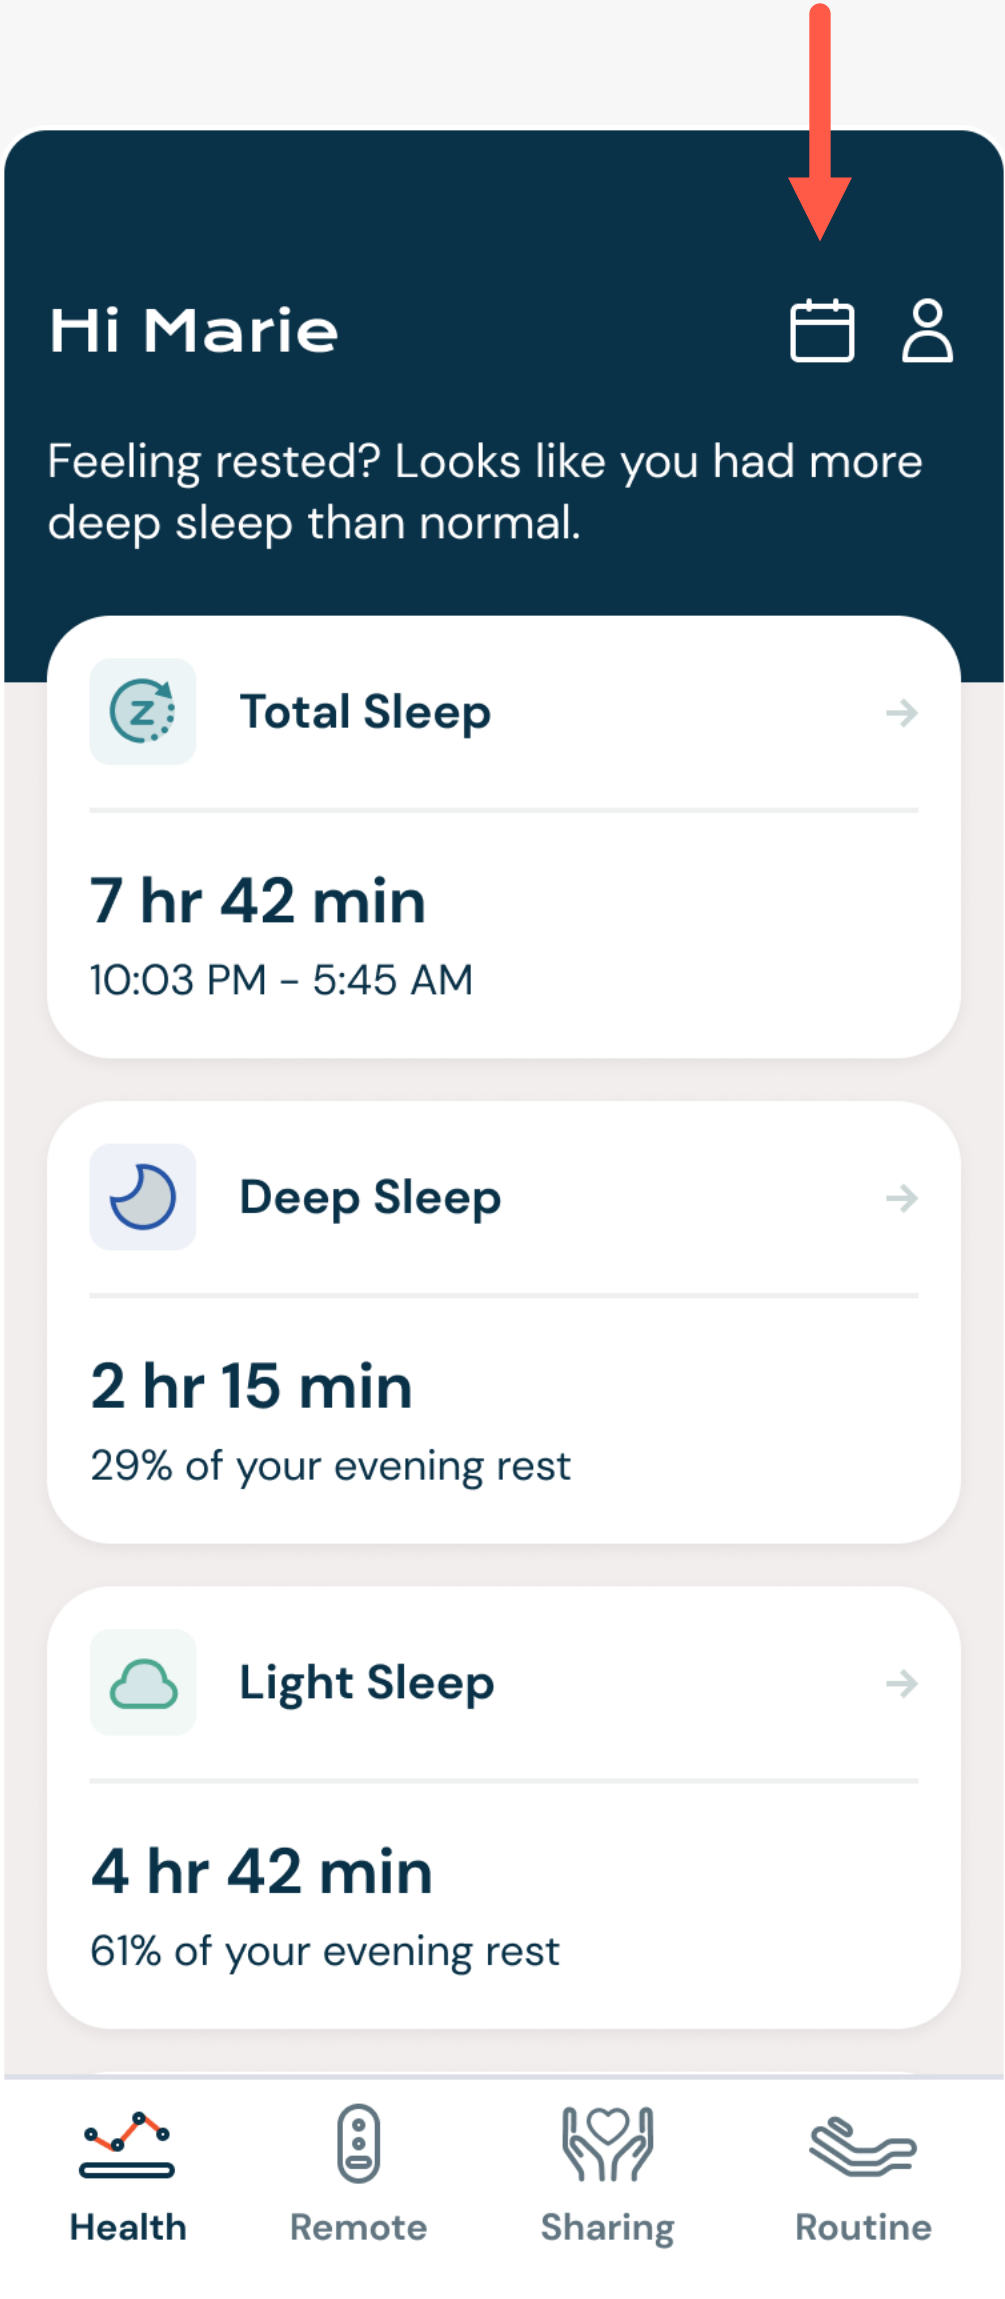 Hi Marie
Feeling rested? Looks like you had more
deep sleep than normal.
Z
Total Sleep
7 hr 42 min
10:03 PM – 5:45 AM
Deep Sleep
2 hr 15 min
29% of your evening rest
Light Sleep
4 hr 42 min
61% of your evening rest
Health
Remote
Sharing
Routine